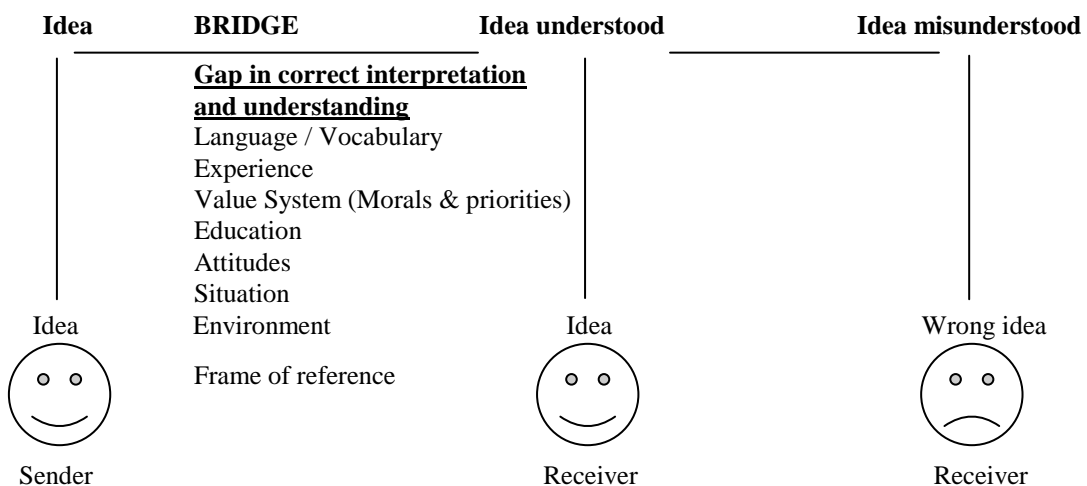 Idea BRIDGE Idea understood Idea misunderstood
Gap in correct interpretation
and understanding
Language / Vocabulary
Experience
Value System (Morals & priorities)
Education
Attitudes
Situation
Idea Environment Idea Wrong idea
Frame of reference
Sender Receiver Receiver